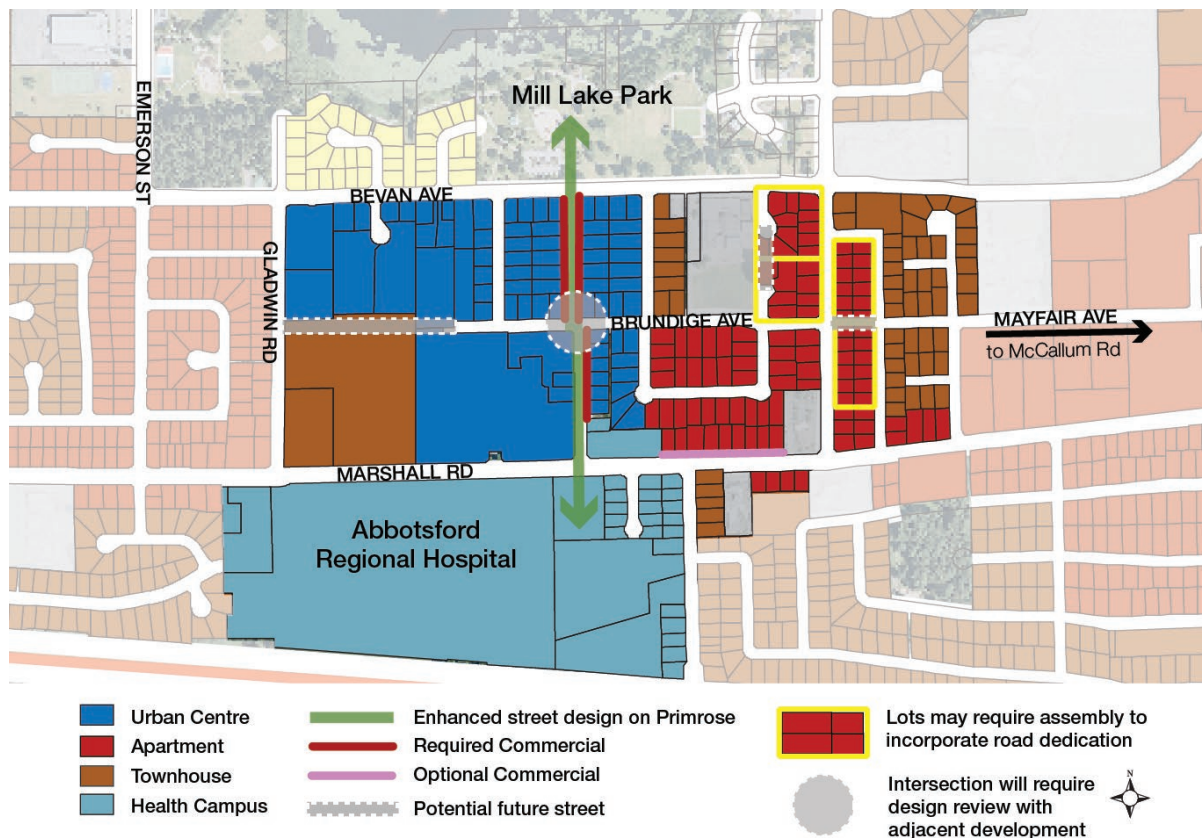 Mill Lake Park
EMERSON ST
BEVAN AVE
GLADWIN RD
BRUNDIGE AVE
MAYFAIR AVE
to McCallum Rd
MARSHALL RD
Abbotsford
Regional Hospital
Urban Centre
Apartment
Townhouse
Health Campus
Enhanced street design on Primrose
Required Commercial
Optional Commercial
Potential future street
Lots may require assembly to
incorporate road dedication
Intersection will require
design review with
adjacent development
N